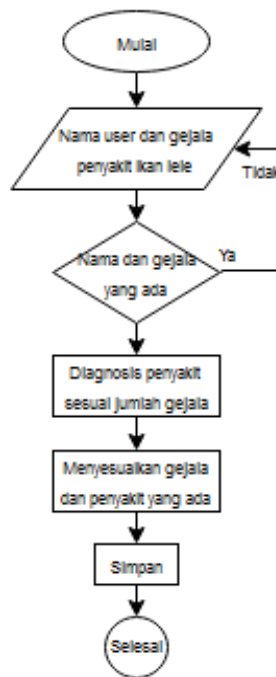 Mulai
Nama user dan gejala
penyakit ikan lele
Tidak
Nama dan gejala
yang ada
Ya
Diagnosis penyakit
sesuai jumlah gejala
Menyesuaikan gejala
dan penyakit yang ada
Simpan
Selesai